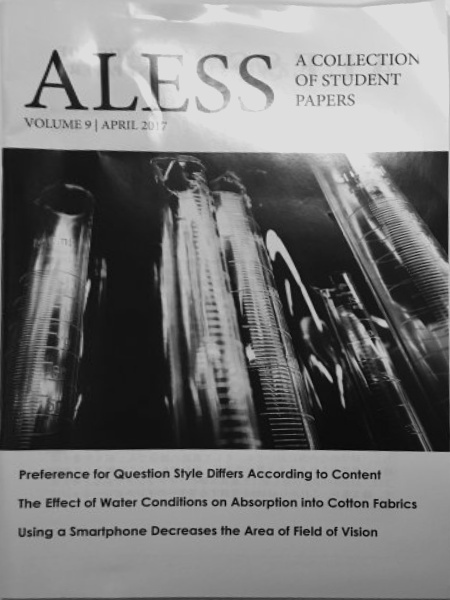 ALESS
A COLLECTION
OF STUDENT
PAPERS
VOLUME 9 | APRIL 2017
Preference for Question Style Differs According to Content
The Effect of Water Conditions on Absorption into Cotton Fabrics
Using a Smartphone Decreases the Area of Field of Vision